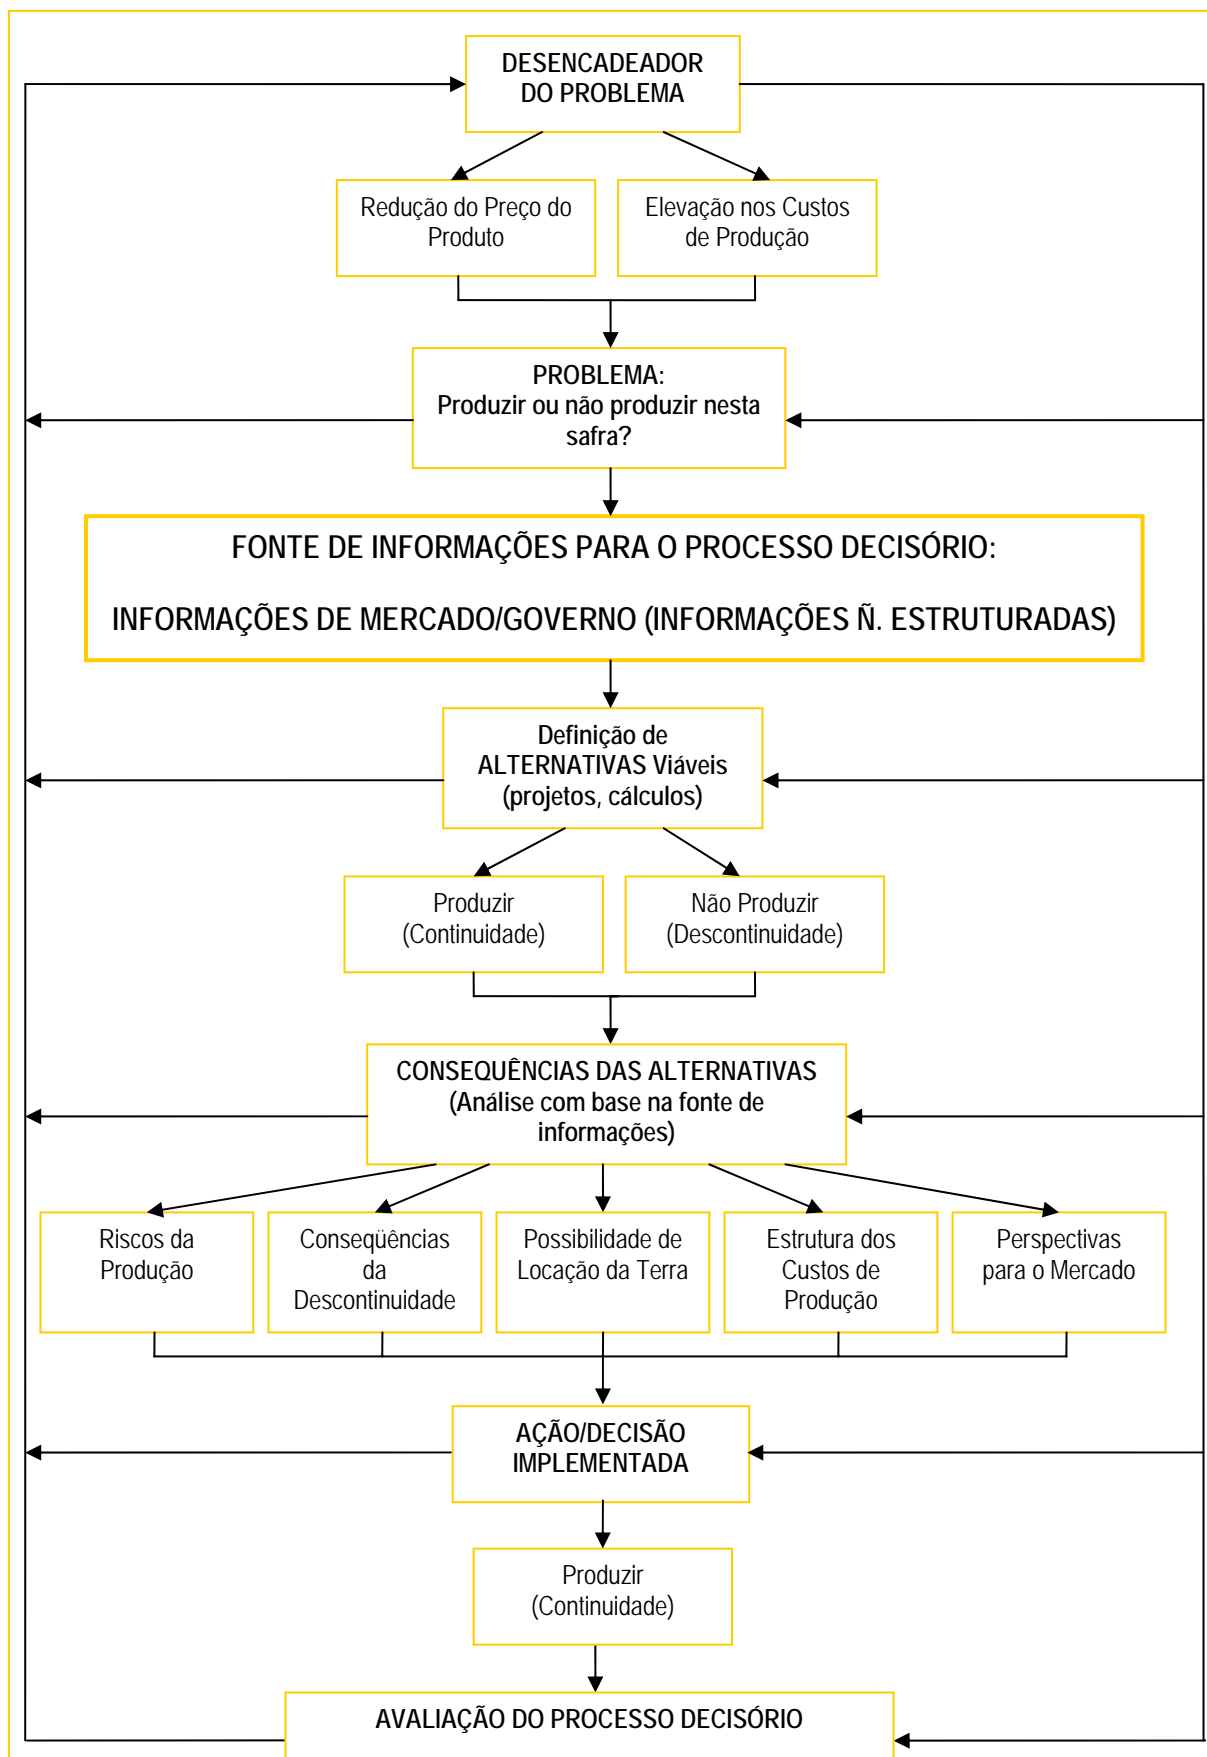 DESENCADEADOR
DO PROBLEMA
Redução do Preço do
Produto
Elevação nos Custos
de Produção
PROBLEMA:
Produzir ou não produzir nesta
safra?
FONTE DE INFORMAÇÕES PARA O PROCESSO DECISÓRIO:
INFORMAÇÕES DE MERCADO/GOVERNO (INFORMAÇÕES Ñ. ESTRUTURADAS)
Definição de
ALTERNATIVAS Viáveis
(projetos, cálculos)
Produzir
(Continuidade)
Não Produzir
(Descontinuidade)
CONSEQUÊNCIAS DAS ALTERNATIVAS
(Análise com base na fonte de
informações)
Riscos da
Produção
Conseqüências
da
Descontinuidade
Possibilidade de
Locação da Terra
Estrutura dos
Custos de
Produção
Perspectivas
para o Mercado
AÇÃO/DECISÃO
IMPLEMENTADA
Produzir
(Continuidade)
AVALIAÇÃO DO PROCESSO DECISÓRIO